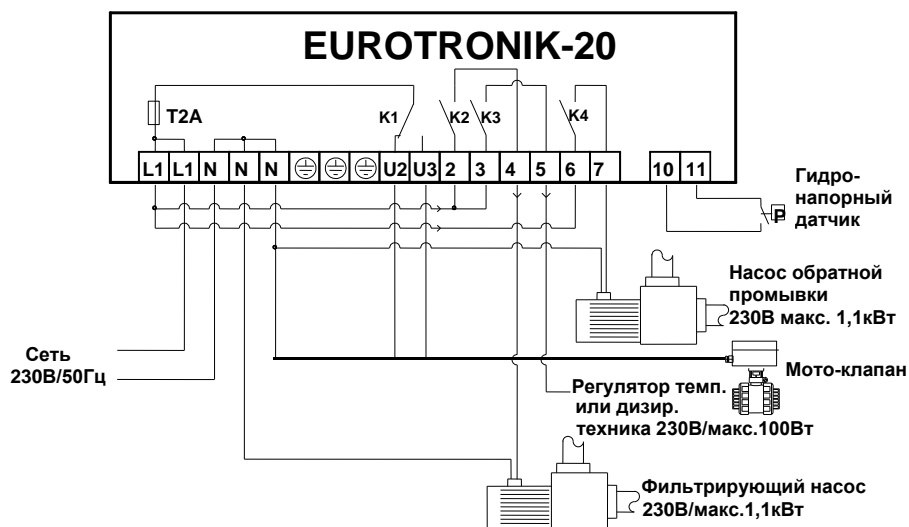 EUROTRONIK-20
T2A
K1
K2
K3
K4
L1 L1 N N N U2 U3 2 3 4 5 6 7 10 11
Гидро-
напорный
датчик
P
Насос обратной
промывки
230В макс. 1,1кВт
Сеть
230В/50Гц
Мото-клапан
Регулятор темп.
или дизир.
техника 230В/макс.100Вт
Фильтрирующий насос
230В/макс.1,1кВт